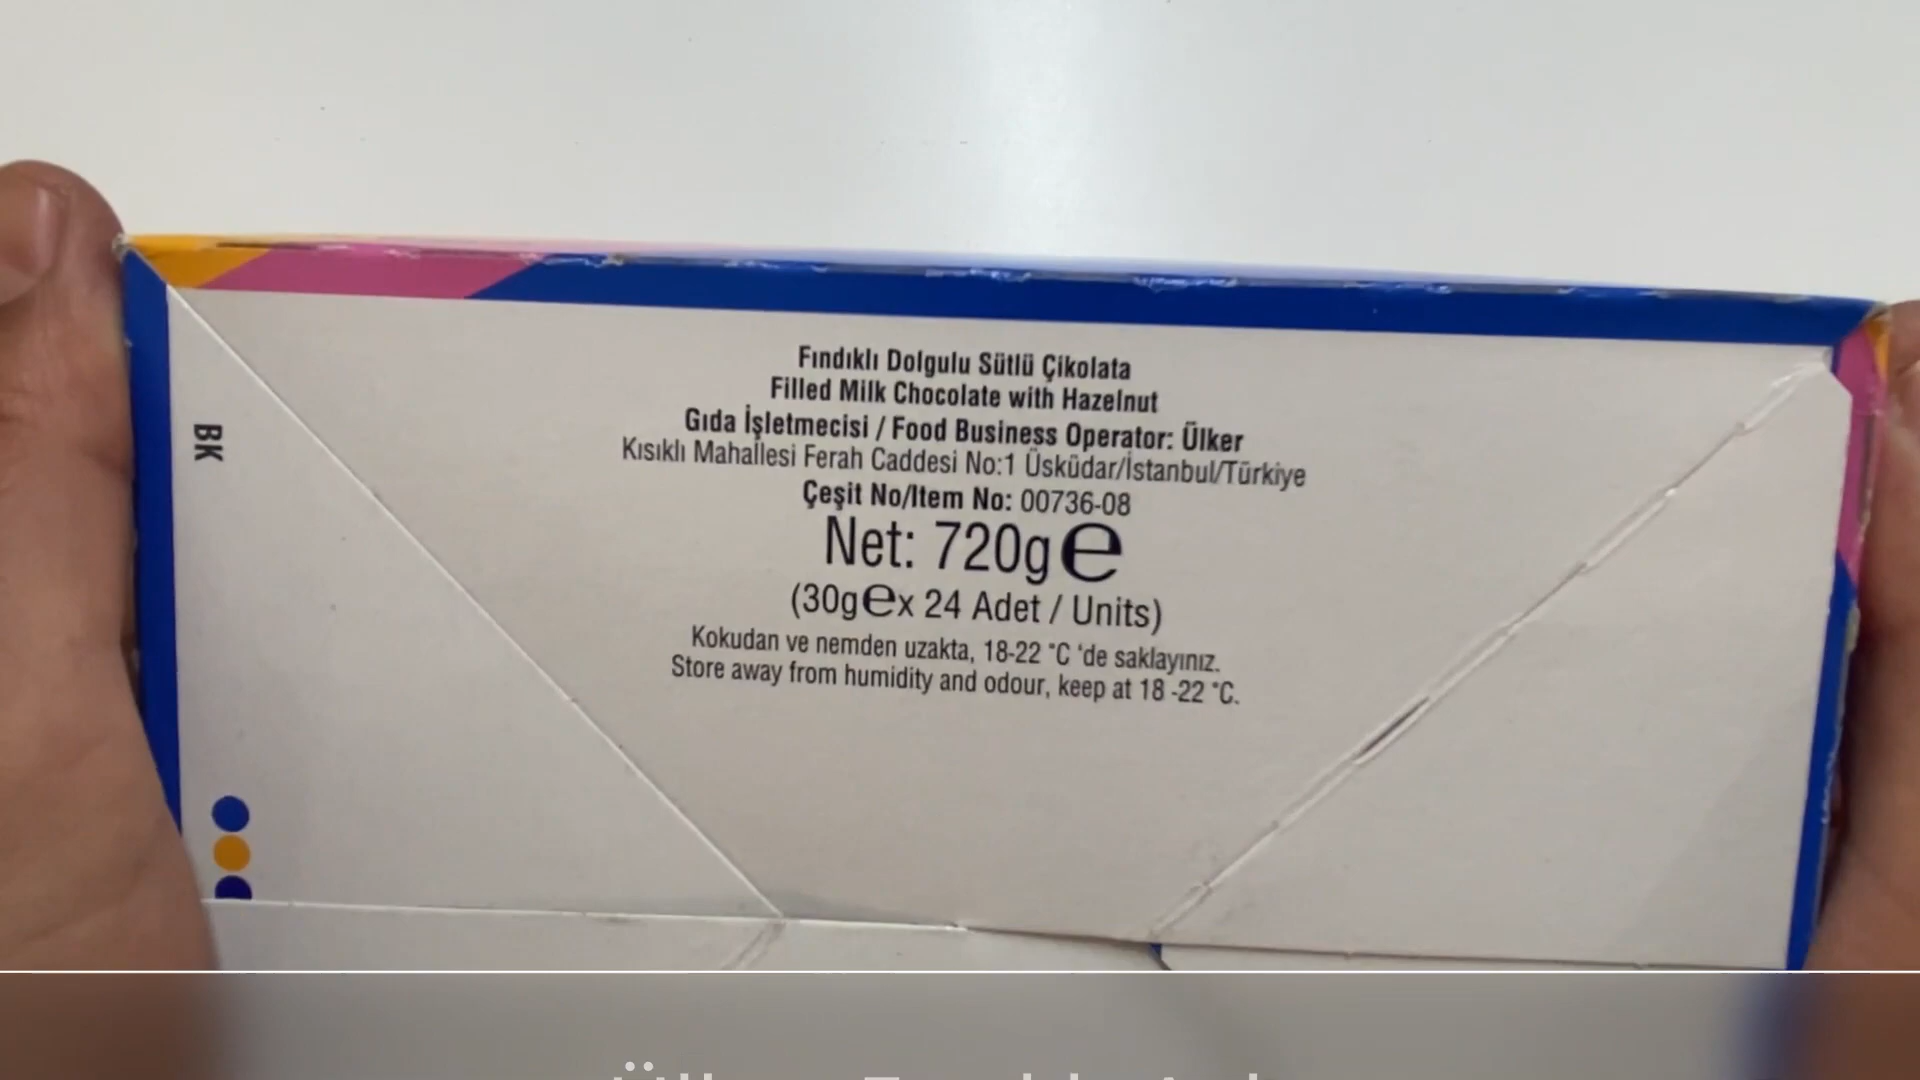 Fındıklı Dolgulu Sütlü Çikolata
Filled Milk Chocolate with Hazelnut
Gıda İşletmecisi / Food Business Operator: Ülker
Kısıklı Mahallesi Ferah Caddesi No:1 Üsküdar/İstanbul/Türkiye
Çeşit No/Item No: 00736-08
Net: 720g e
(30g e x 24 Adet / Units)
Kokudan ve nemden uzakta, 18-22 °C 'de saklayınız.
Store away from humidity and odour, keep at 18 -22 °C.
BK